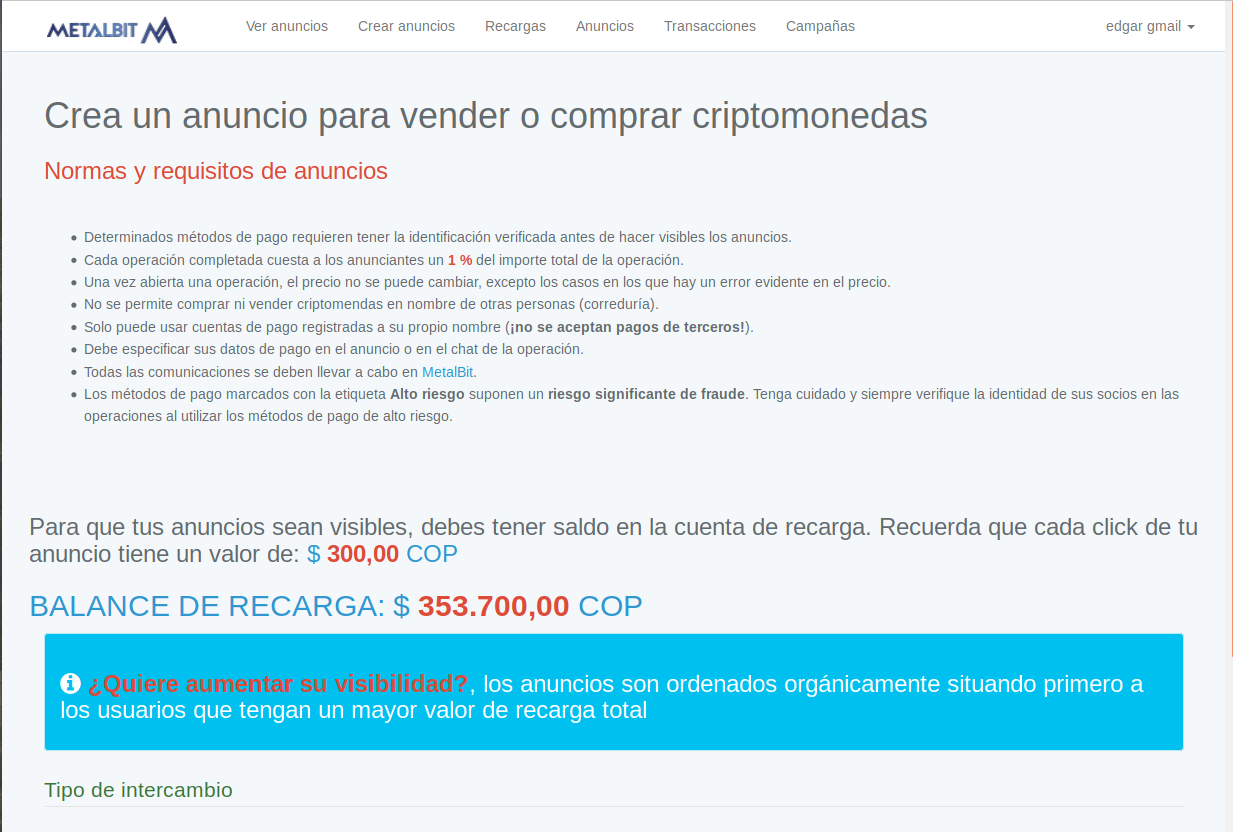 METALBIT
Ver anuncios Crear anuncios Recargas Anuncios Transacciones Campañas edgar gmail
Crea un anuncio para vender o comprar criptomonedas
Normas y requisitos de anuncios
Determinados métodos de pago requieren tener la identificación verificada antes de hacer visibles los anuncios.
Cada operación completada cuesta a los anunciantes un 1 % del importe total de la operación.
Una vez abierta una operación, el precio no se puede cambiar, excepto los casos en los que hay un error evidente en el precio.
No se permite comprar ni vender criptomendas en nombre de otras personas (correduría).
Solo puede usar cuentas de pago registradas a su propio nombre (¡no se aceptan pagos de terceros!).
Debe especificar sus datos de pago en el anuncio o en el chat de la operación.
Todas las comunicaciones se deben llevar a cabo en MetalBit.
Los métodos de pago marcados con la etiqueta Alto riesgo suponen un riesgo significante de fraude. Tenga cuidado y siempre verifique la identidad de sus socios en las
operaciones al utilizar los métodos de pago de alto riesgo.
Para que tus anuncios sean visibles, debes tener saldo en la cuenta de recarga. Recuerda que cada click de tu
anuncio tiene un valor de: $ 300,00 COP
BALANCE DE RECARGA: $ 353.700,00 COP
¿Quiere aumentar su visibilidad?, los anuncios son ordenados orgánicamente situando primero a
los usuarios que tengan un mayor valor de recarga total
Tipo de intercambio